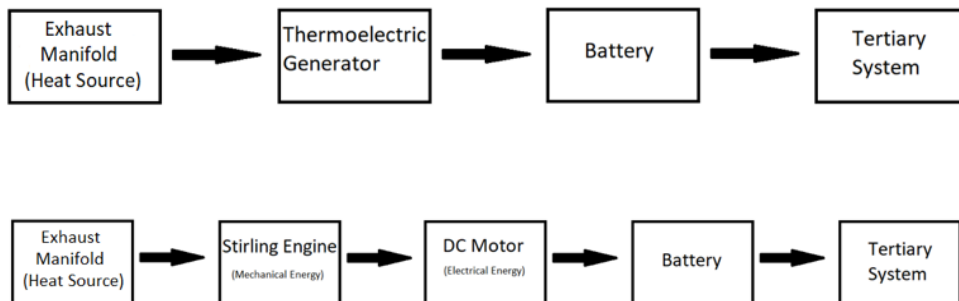 Exhaust
Manifold
(Heat Source)
Thermoelectric
Generator
Battery
Tertiary
System
Exhaust
Manifold
(Heat Source)
Stirling Engine
(Mechanical Energy)
DC Motor
(Electrical Energy)
Battery
Tertiary
System